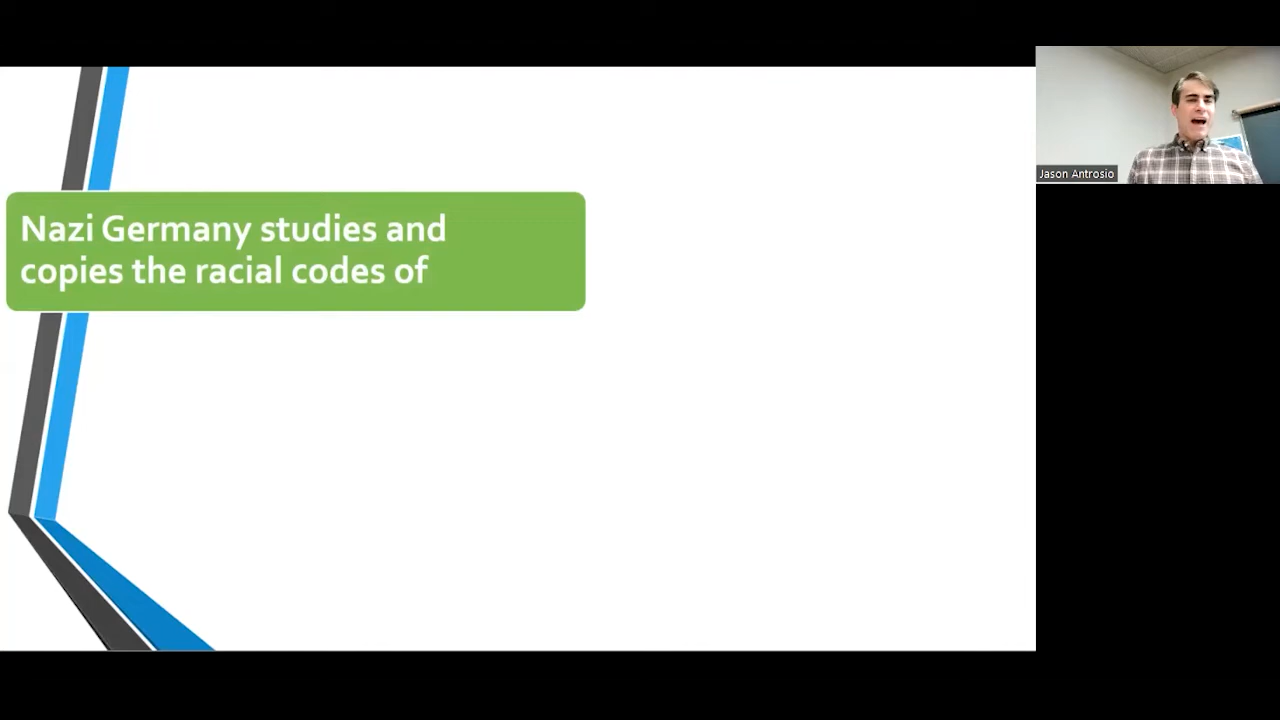 Nazi Germany studies and
copies the racial codes of
Jason Antrosio